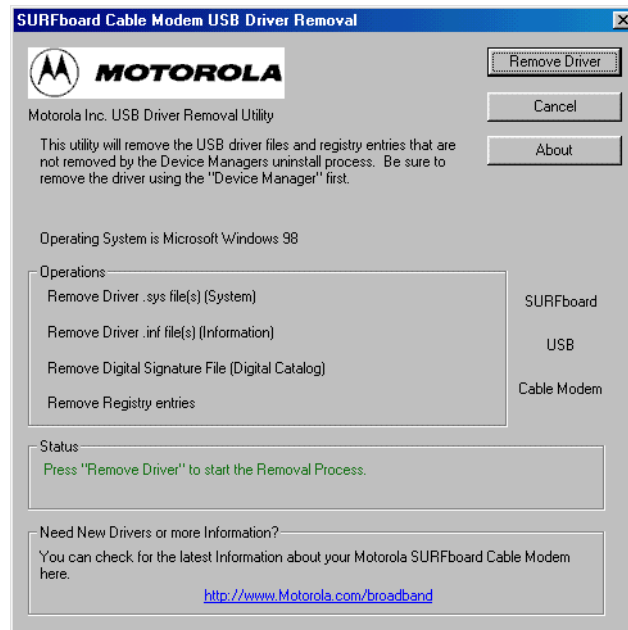 SURFboard Cable Modem USB Driver Removal
MOTOROLA
Remove Driver
Motorola Inc. USB Driver Removal Utility
Cancel
This utility will remove the USB driver files and registry entries that are
not removed by the Device Managers uninstall process.  Be sure to
remove the driver using the "Device Manager" first.
About
Operating System is Microsoft Windows 98
Operations
Remove Driver .sys file(s) (System)
Remove Driver .inf file(s) (Information)
Remove Digital Signature File (Digital Catalog)
Remove Registry entries
SURFboard
USB
Cable Modem
Status
Press "Remove Driver" to start the Removal Process.
Need New Drivers or more Information?
You can check for the latest Information about your Motorola SURFboard Cable Modem
here.
http://www.Motorola.com/broadband